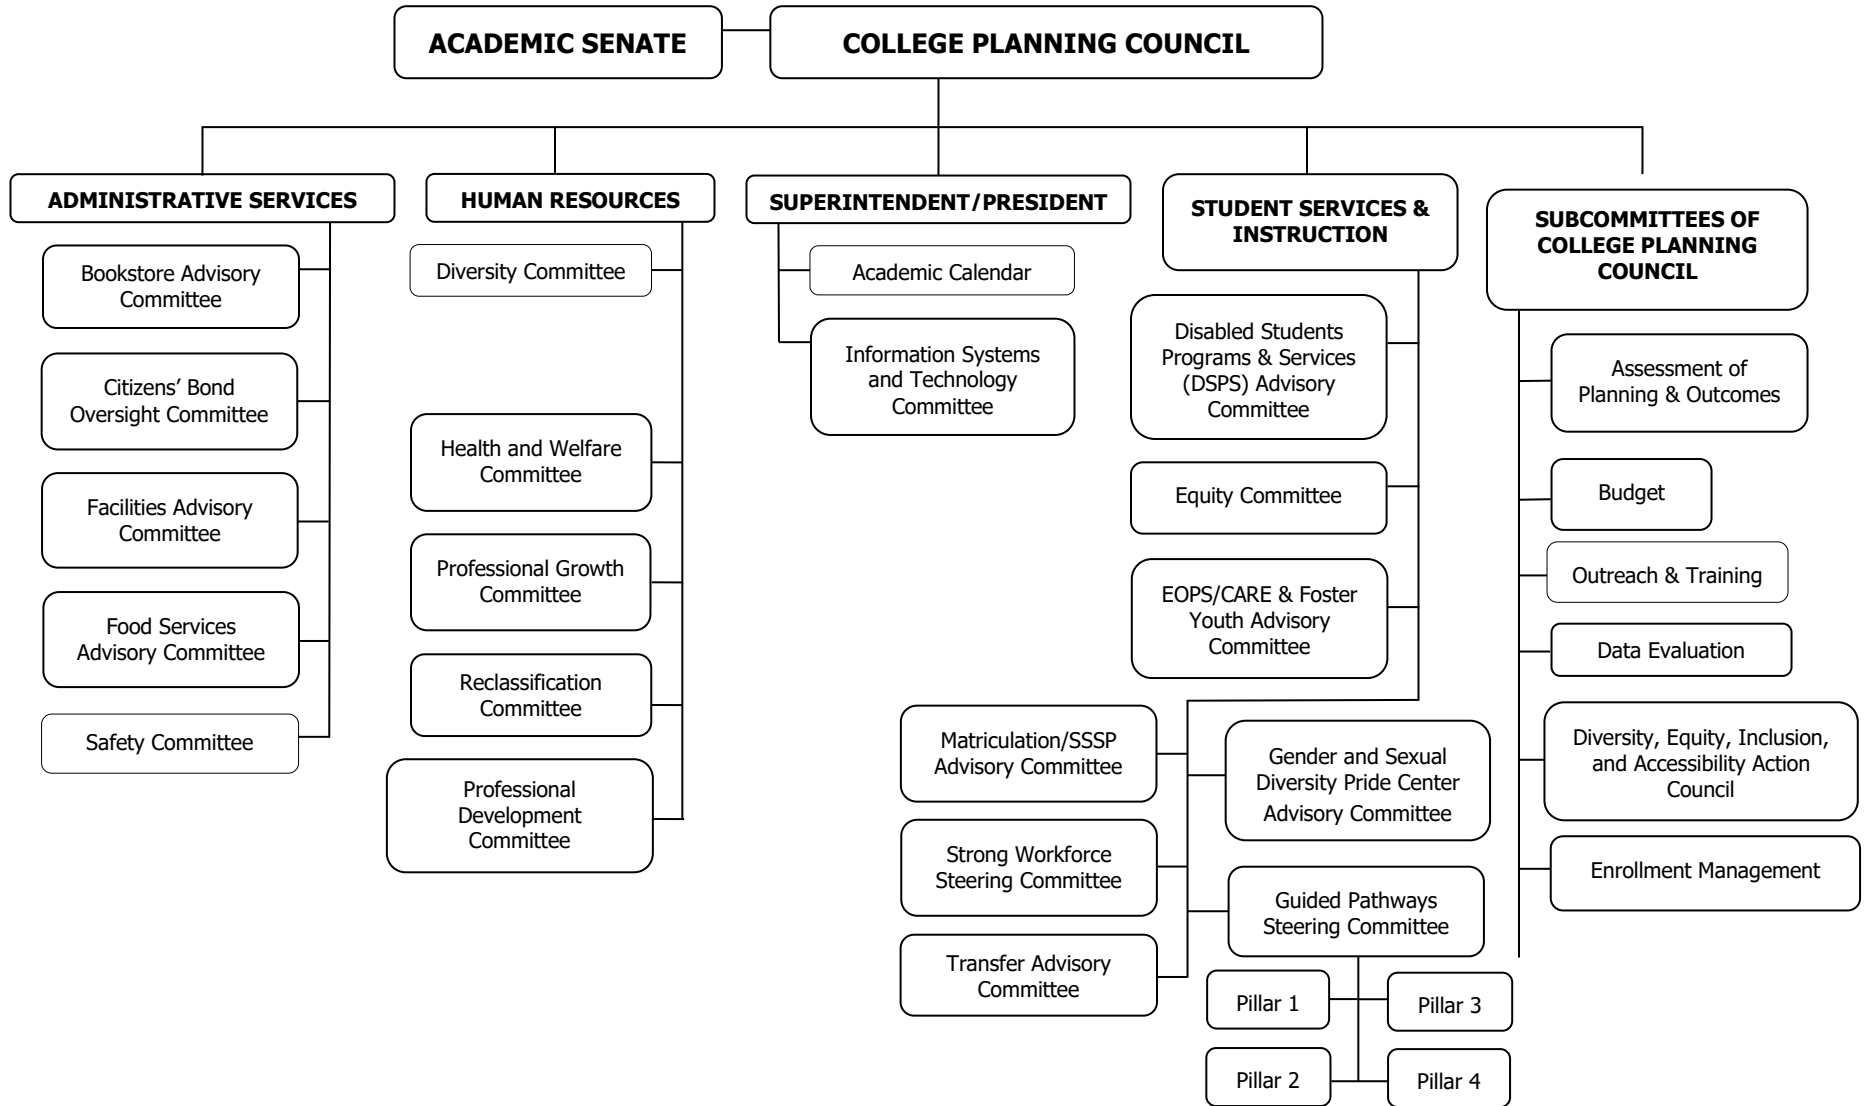 ACADEMIC SENATE
COLLEGE PLANNING COUNCIL
ADMINISTRATIVE SERVICES
Bookstore Advisory
Committee
Citizens’ Bond
Oversight Committee
Facilities Advisory
Committee
Food Services
Advisory Committee
Safety Committee
HUMAN RESOURCES
Diversity Committee
Health and Welfare
Committee
Professional Growth
Committee
Reclassification
Committee
Professional
Development
Committee
SUPERINTENDENT/PRESIDENT
Academic Calendar
Information Systems
and Technology
Committee
STUDENT SERVICES &
INSTRUCTION
Disabled Students
Programs & Services
(DSPS) Advisory
Committee
Equity Committee
EOPS/CARE & Foster
Youth Advisory
Committee
Matriculation/SSSP
Advisory Committee
Strong Workforce
Steering Committee
Transfer Advisory
Committee
Gender and Sexual
Diversity Pride Center
Advisory Committee
Guided Pathways
Steering Committee
Pillar 1
Pillar 3
Pillar 2
Pillar 4
SUBCOMMITTEES OF
COLLEGE PLANNING
COUNCIL
Assessment of
Planning & Outcomes
Budget
Outreach & Training
Data Evaluation
Diversity, Equity, Inclusion,
and Accessibility Action
Council
Enrollment Management